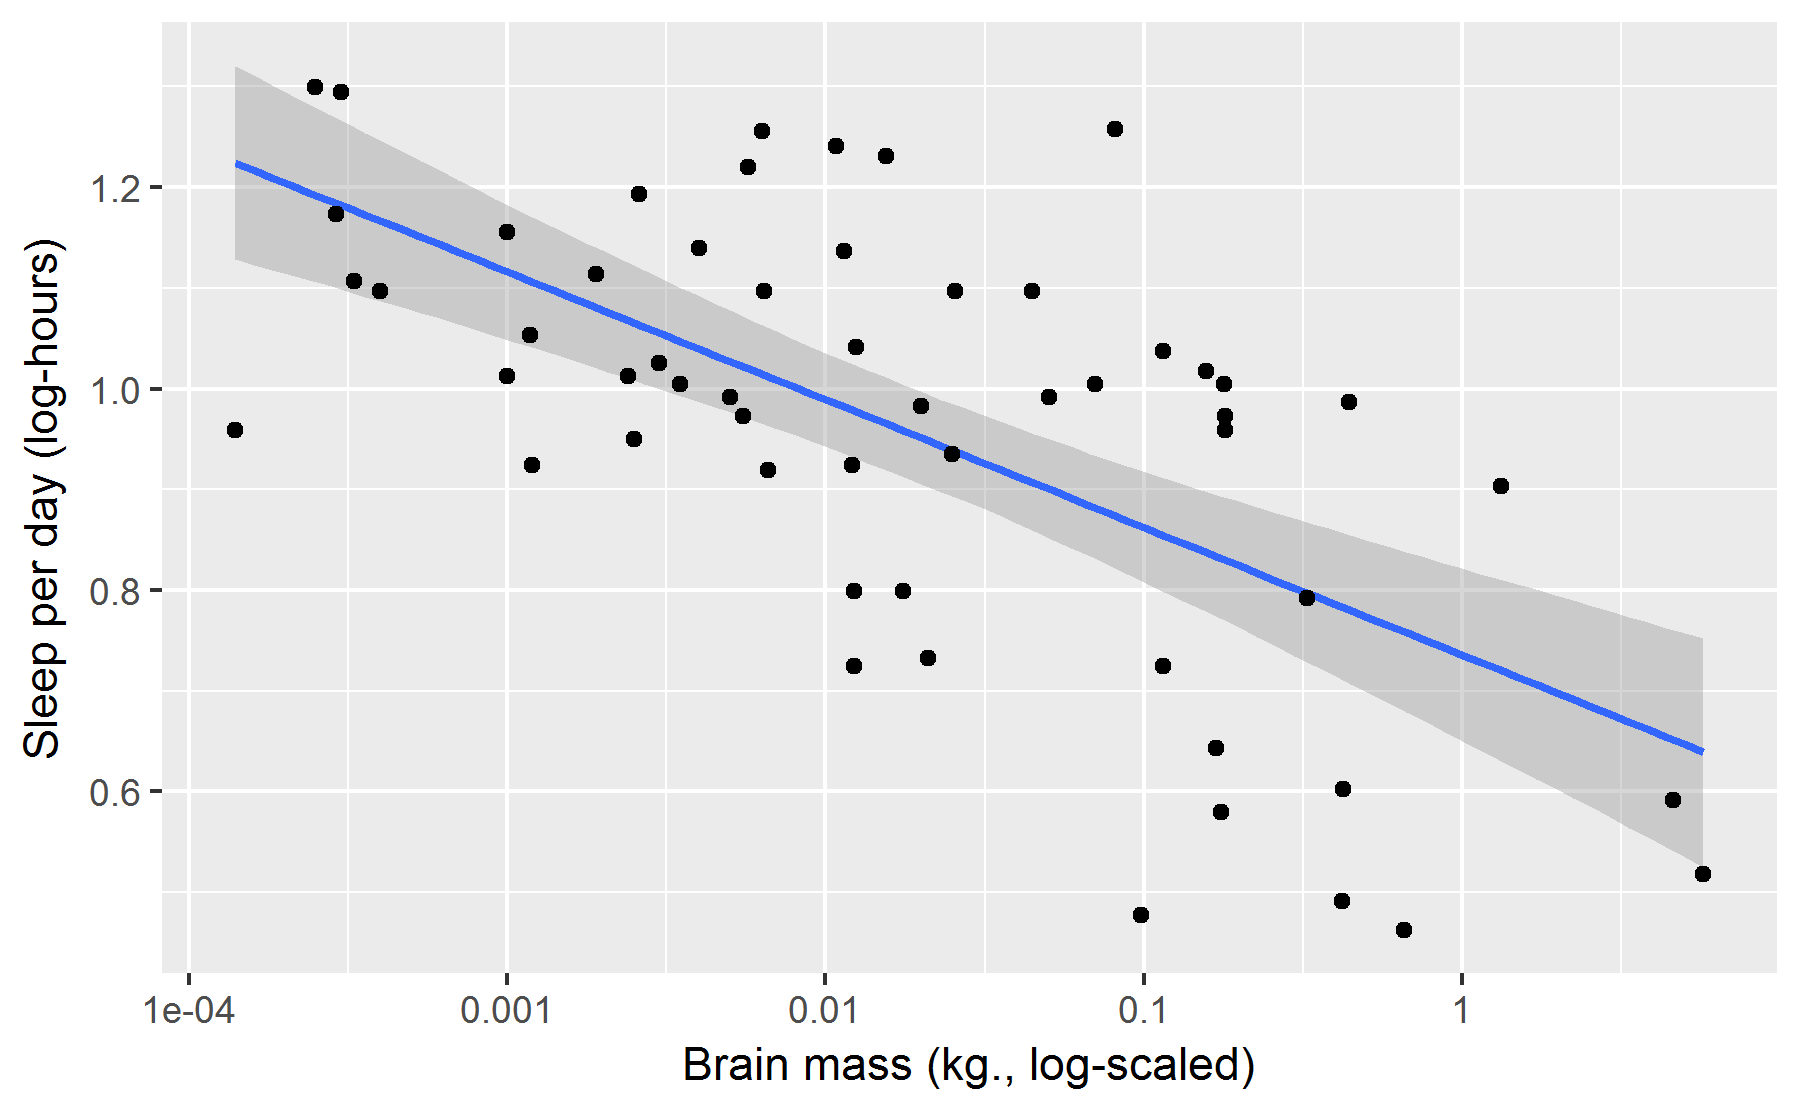 Sleep per day (log-hours)
1.2
1.0
0.8
0.6
1e-04 0.001 0.01 0.1 1
Brain mass (kg., log-scaled)